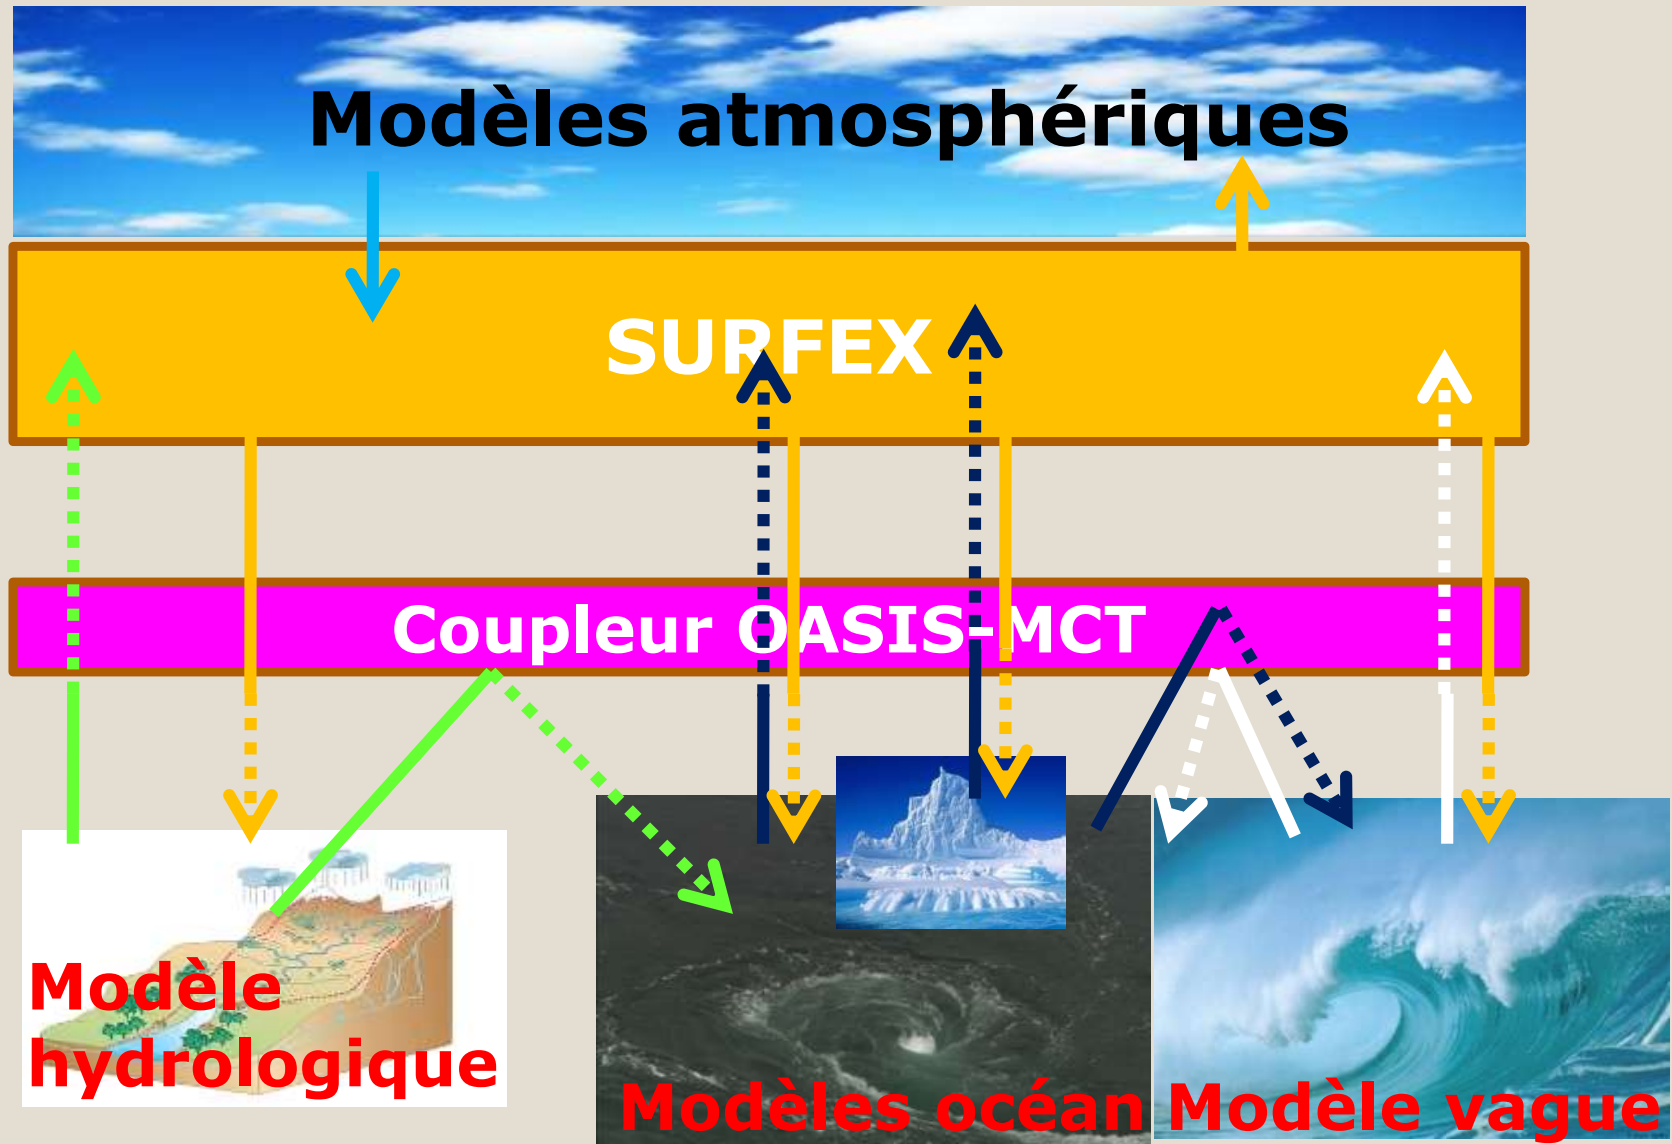 Modèles atmosphériques
SURFEX
Coupleur OASIS-MCT
Modèle
hydrologique
Modèles océan
Modèle vague